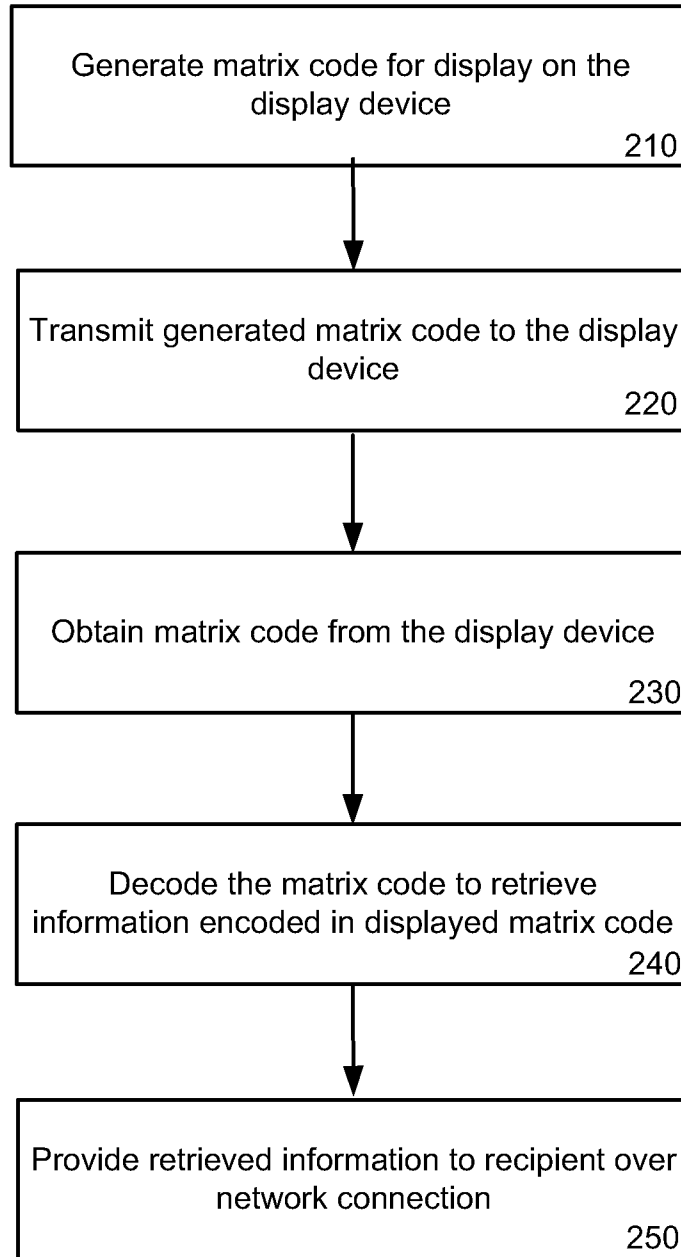 Generate matrix code for display on the
display device
210
Transmit generated matrix code to the display
device
220
Obtain matrix code from the display device
230
Decode the matrix code to retrieve
information encoded in displayed matrix code
240
Provide retrieved information to recipient over
network connection
250